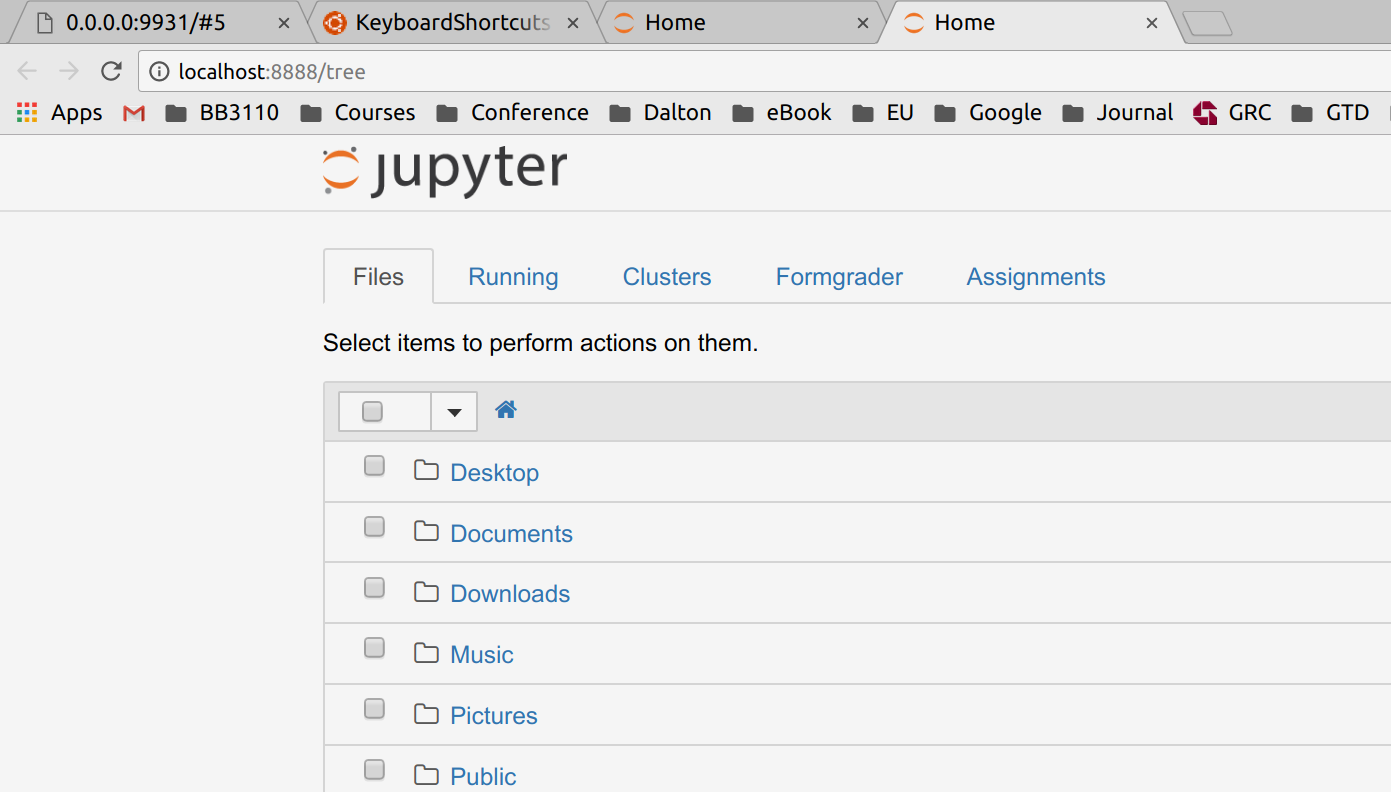 0.0.0.0:9931/#5 KeyboardShortcuts Home Home
localhost:8888/tree
Apps BB3110 Courses Conference Dalton eBook EU Google Journal GRC GTD
jupyter
Files Running Clusters Formgrader Assignments
Select items to perform actions on them.
Desktop
Documents
Downloads
Music
Pictures
Public